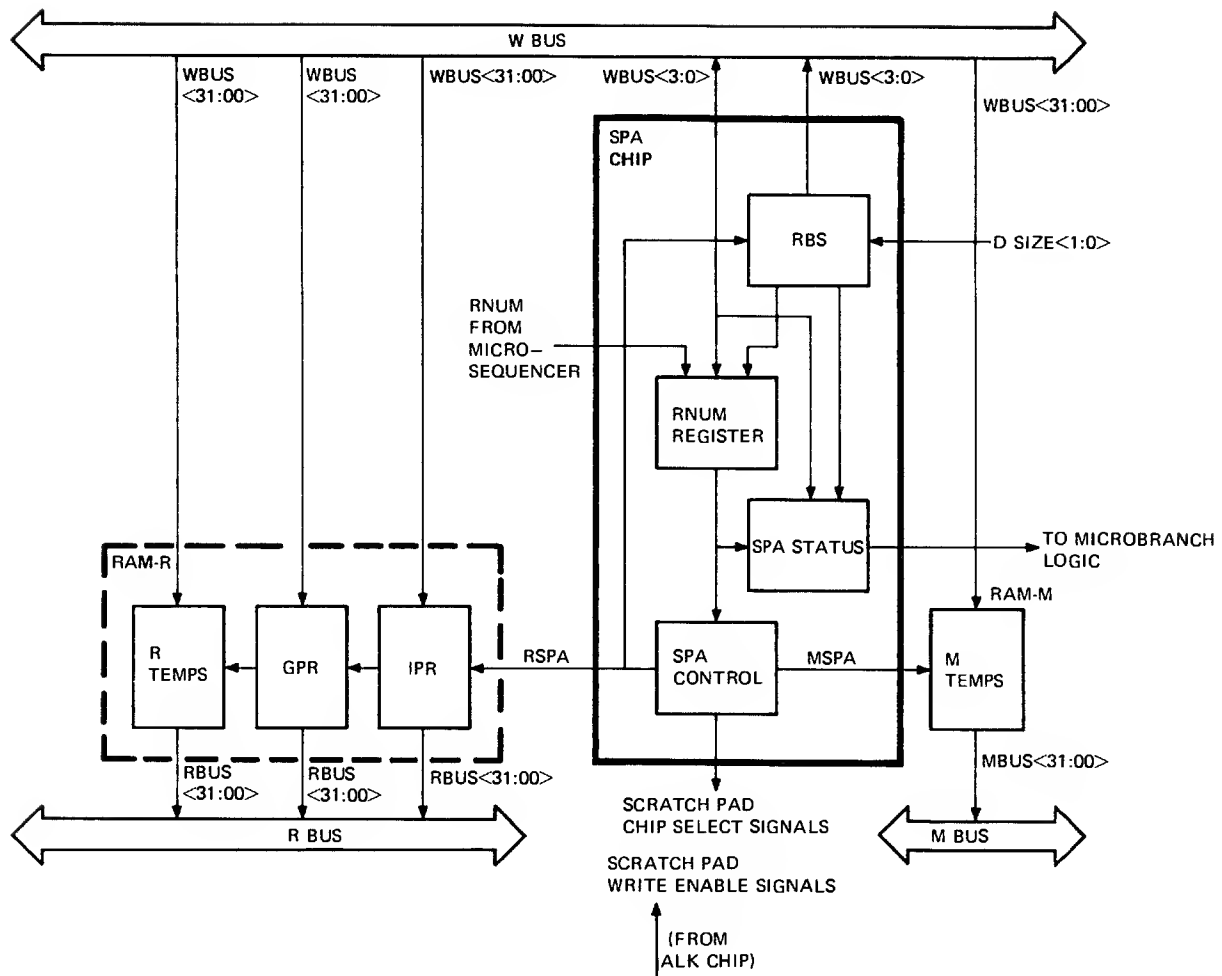 W BUS
WBUS
<31:00>
WBUS
<31:00>
WBUS<31:00>
WBUS<3:0>
WBUS<3:0>
WBUS<31:00>
SPA
CHIP
RBS
D SIZE<1:0>
RNUM
FROM
MICRO-
SEQUENCER
RNUM
REGISTER
SPA STATUS
TO MICROBRANCH
LOGIC
RAM-R
RAM-M
R
TEMPS
GPR
IPR
RSPA
SPA
CONTROL
MSPA
M
TEMPS
RBUS
<31:00>
RBUS
<31:00>
RBUS<31:00>
MBUS<31:00>
SCRATCH PAD
CHIP SELECT SIGNALS
R BUS
M BUS
SCRATCH PAD
WRITE ENABLE SIGNALS
(FROM
ALK CHIP)